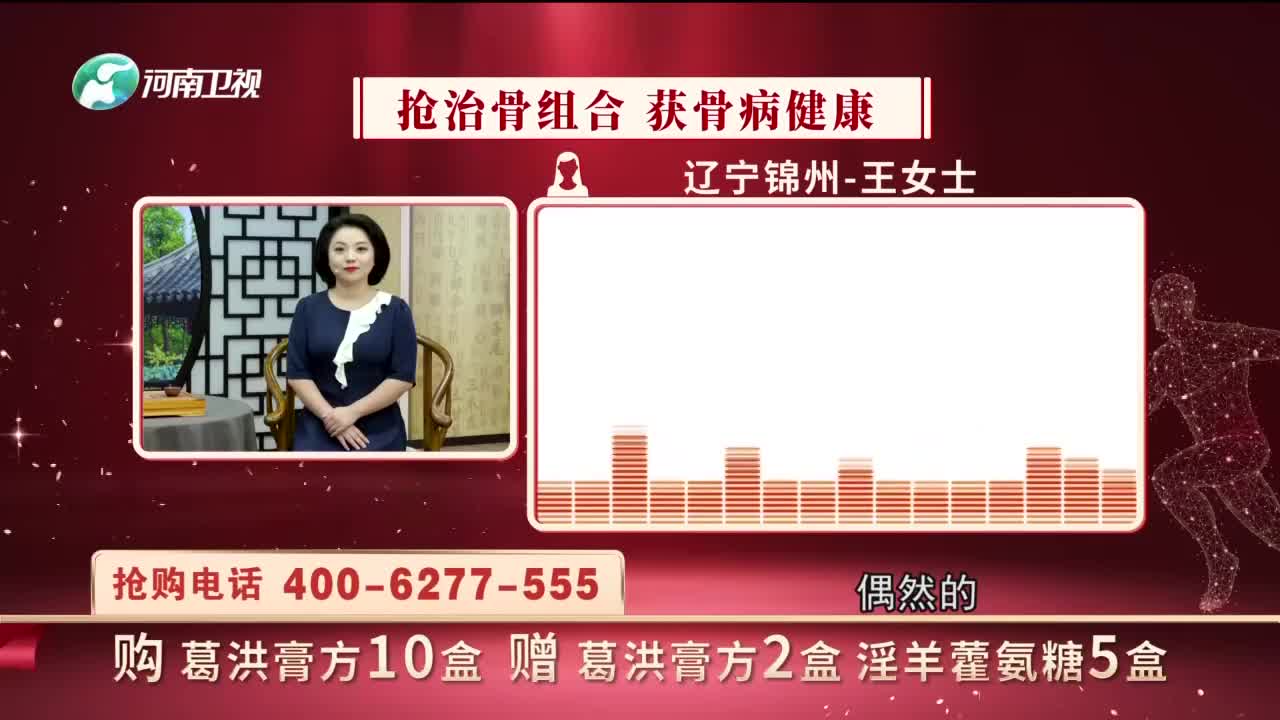 河南卫视
抢治骨组合 获骨病健康
辽宁锦州-王女士
抢购电话 400-6277-555
偶然的
购 葛洪膏方10盒 赠 葛洪膏方2盒 淫羊藿氨糖5盒